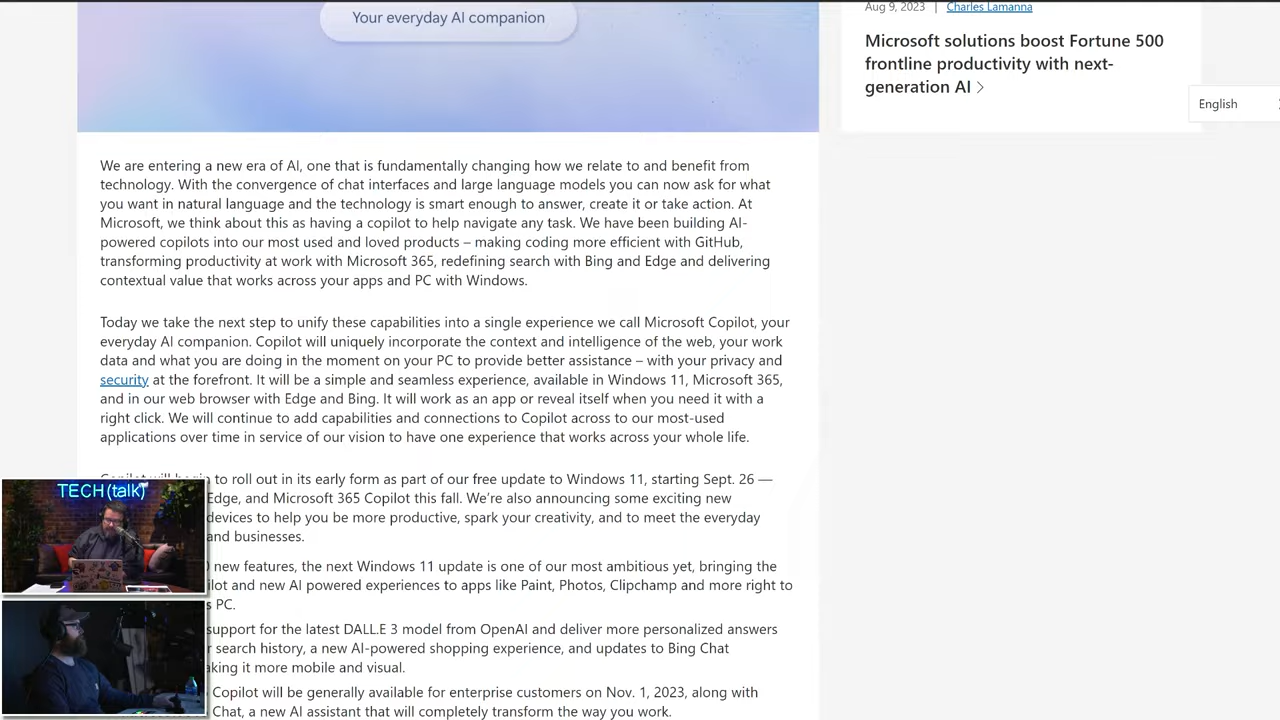 Your everyday AI companion
Aug 9, 2023 | Charles Lamanna
Microsoft solutions boost Fortune 500
frontline productivity with next-
generation AI >
English
We are entering a new era of AI, one that is fundamentally changing how we relate to and benefit from
technology. With the convergence of chat interfaces and large language models you can now ask for what
you want in natural language and the technology is smart enough to answer, create it or take action. At
Microsoft, we think about this as having a copilot to help navigate any task. We have been building AI-
powered copilots into our most used and loved products – making coding more efficient with GitHub,
transforming productivity at work with Microsoft 365, redefining search with Bing and Edge and delivering
contextual value that works across your apps and PC with Windows.
Today we take the next step to unify these capabilities into a single experience we call Microsoft Copilot, your
everyday AI companion. Copilot will uniquely incorporate the context and intelligence of the web, your work
data and what you are doing in the moment on your PC to provide better assistance – with your privacy and
security at the forefront. It will be a simple and seamless experience, available in Windows 11, Microsoft 365,
and in our web browser with Edge and Bing. It will work as an app or reveal itself when you need it with a
right click. We will continue to add capabilities and connections to Copilot across to our most-used
applications over time in service of our vision to have one experience that works across your whole life.
Copilot will begin to roll out in its early form as part of our free update to Windows 11, starting Sept. 26 —
Edge, and Microsoft 365 Copilot this fall. We're also announcing some exciting new
devices to help you be more productive, spark your creativity, and to meet the everyday
and businesses.
new features, the next Windows 11 update is one of our most ambitious yet, bringing the
and new AI powered experiences to apps like Paint, Photos, Clipchamp and more right to
PC.
support for the latest DALL.E 3 model from OpenAI and deliver more personalized answers
search history, a new AI-powered shopping experience, and updates to Bing Chat
making it more mobile and visual.
Copilot will be generally available for enterprise customers on Nov. 1, 2023, along with
Chat, a new AI assistant that will completely transform the way you work.
TECH(talk)